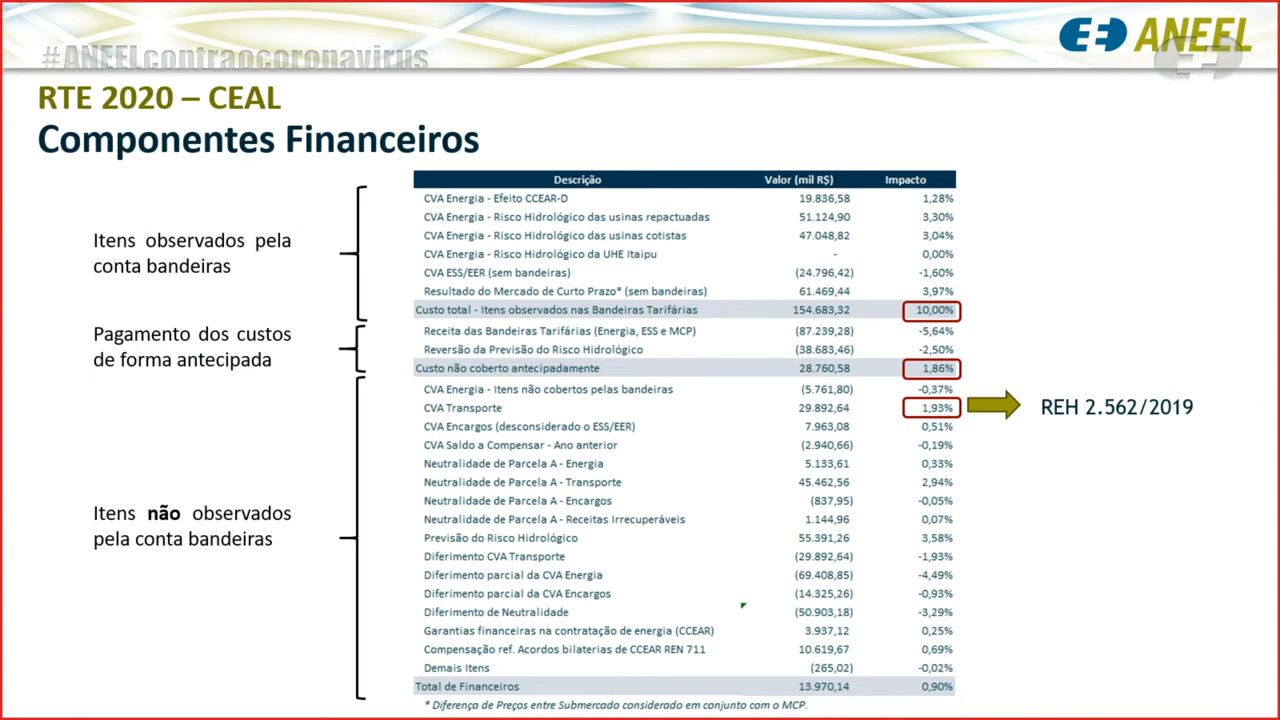 #ANEELcontraocoronavirus
ANEEL
RTE 2020 – CEAL
Componentes Financeiros
Descrição Valor (mil R$) Impacto
CVA Energia - Efeito CCEAR-D 19.836,58 1,28%
CVA Energia - Risco Hidrológico das usinas repactuadas 51.124,90 3,30%
CVA Energia - Risco Hidrológico das usinas cotistas 47.048,82 3,04%
CVA Energia - Risco Hidrológico da UHE Itaipu - 0,00%
CVA ESS/EER (sem bandeiras) (24.796,42) -1,60%
Resultado do Mercado de Curto Prazo* (sem bandeiras) 61.469,44 3,97%
Custo total - Itens observados nas Bandeiras Tarifárias 154.683,32 10,00%
Receita das Bandeiras Tarifárias (Energia, ESS e MCP) (87.239,28) -5,64%
Reversão da Previsão do Risco Hidrológico (38.683,46) -2,50%
Custo não coberto antecipadamente 28.760,58 1,86%
CVA Energia - Itens não cobertos pelas bandeiras (5.761,80) -0,37%
CVA Transporte 29.892,64 1,93%
CVA Encargos (desconsiderado o ESS/EER) 7.963,08 0,51%
CVA Saldo a Compensar - Ano anterior (2.940,66) -0,19%
Neutralidade de Parcela A - Energia 5.133,61 0,33%
Neutralidade de Parcela A - Transporte 45.462,56 2,94%
Neutralidade de Parcela A - Encargos (837,95) -0,05%
Neutralidade de Parcela A - Receitas Irrecuperáveis 1.144,96 0,07%
Previsão do Risco Hidrológico 55.391,26 3,58%
Diferimento CVA Transporte (29.892,64) -1,93%
Diferimento parcial da CVA Energia (69.408,85) -4,49%
Diferimento parcial da CVA Encargos (14.325,26) -0,93%
Diferimento de Neutralidade (50.903,18) -3,29%
Garantias financeiras na contratação de energia (CCEAR) 3.937,12 0,25%
Compensação ref. Acordos bilaterias de CCEAR REN 711 10.619,67 0,69%
Demais Itens (265,02) -0,02%
Total de Financeiros 13.970,14 0,90%
* Diferença de Preços entre Submercado considerado em conjunto com o MCP.
Itens observados pela
conta bandeiras
Pagamento dos custos
de forma antecipada
Itens não observados
pela conta bandeiras
REH 2.562/2019